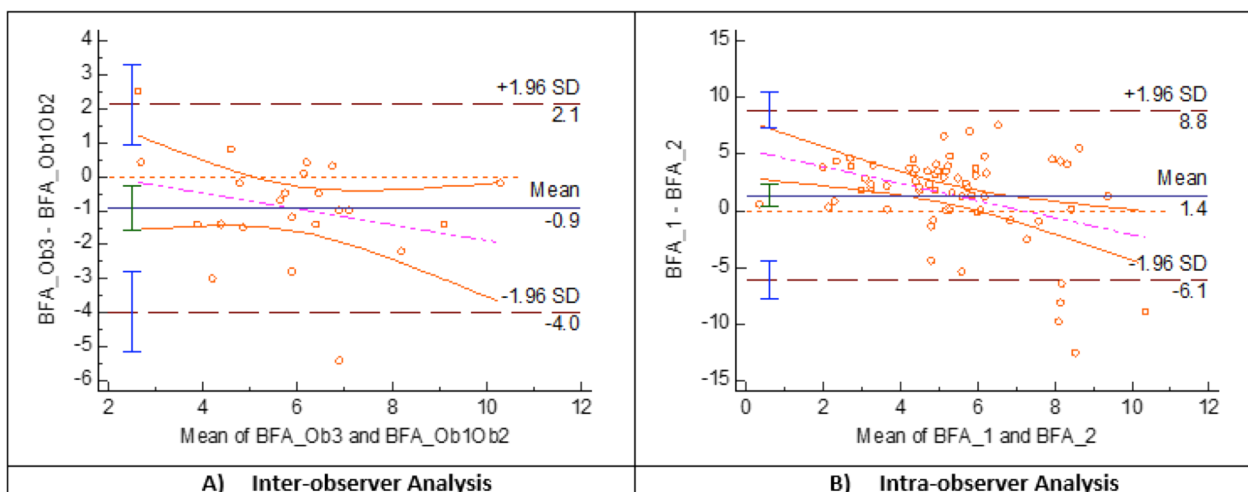 4
3
2
1
0
-1
-2
-3
-4
-5
-6
BFA_Ob3 - BFA_Ob1Ob2
+1.96 SD
2.1
Mean
-0.9
-1.96 SD
-4.0
2 4 6 8 10 12
Mean of BFA_Ob3 and BFA_Ob1Ob2
A) Inter-observer Analysis
15
10
5
0
-5
-10
-15
BFA_1 - BFA_2
+1.96 SD
8.8
Mean
1.4
-1.96 SD
-6.1
0 2 4 6 8 10 12
Mean of BFA_1 and BFA_2
B) Intra-observer Analysis